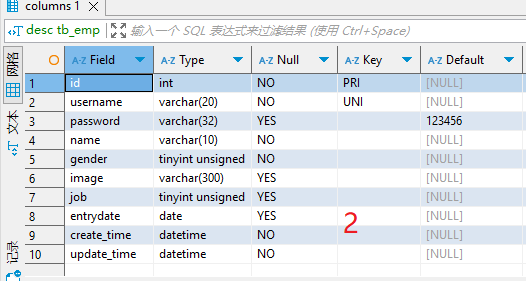 columns 1
desc tb_emp 输入一个 SQL 表达式来过滤结果 (使用 Ctrl+Space)
网格
文本
记录
A-Z Field A-Z Type A-Z Null A-Z Key A-Z Default
1 id int NO PRI [NULL]
2 username varchar(20) NO UNI [NULL]
3 password varchar(32) YES 123456
4 name varchar(10) NO [NULL]
5 gender tinyint unsigned NO [NULL]
6 image varchar(300) YES [NULL]
7 job tinyint unsigned YES [NULL]
8 entrydate date YES [NULL]
9 create_time datetime NO [NULL]
10 update_time datetime NO [NULL]
2